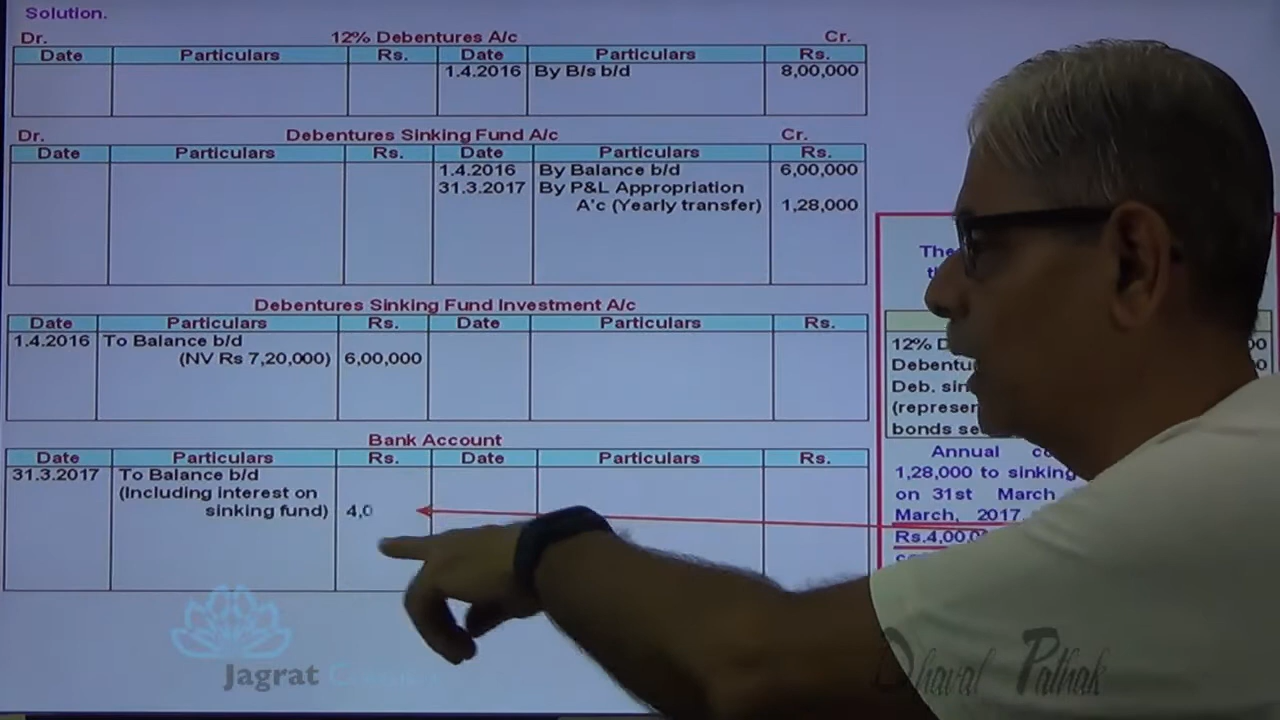 Solution.
Dr. 12% Debentures A/c Cr.
Date Particulars Rs. Date Particulars Rs.
1.4.2016 By B/s b/d 8,00,000
Dr. Debentures Sinking Fund A/c Cr.
Date Particulars Rs. Date Particulars Rs.
1.4.2016 By Balance b/d 6,00,000
31.3.2017 By P&L Appropriation
A'c (Yearly transfer) 1,28,000
Debentures Sinking Fund Investment A/c
Date Particulars Rs. Date Particulars Rs.
1.4.2016 To Balance b/d
(NV Rs 7,20,000) 6,00,000
Bank Account
Date Particulars Rs. Date Particulars Rs.
31.3.2017 To Balance b/d
(Including interest on
sinking fund) 4,0
12%
Deb. sin
bonds
Annual
1,28,000 to sinking
on 31st March
March, 2017.
Rs.4,00,0
Jagrat
Dhaval Pathak